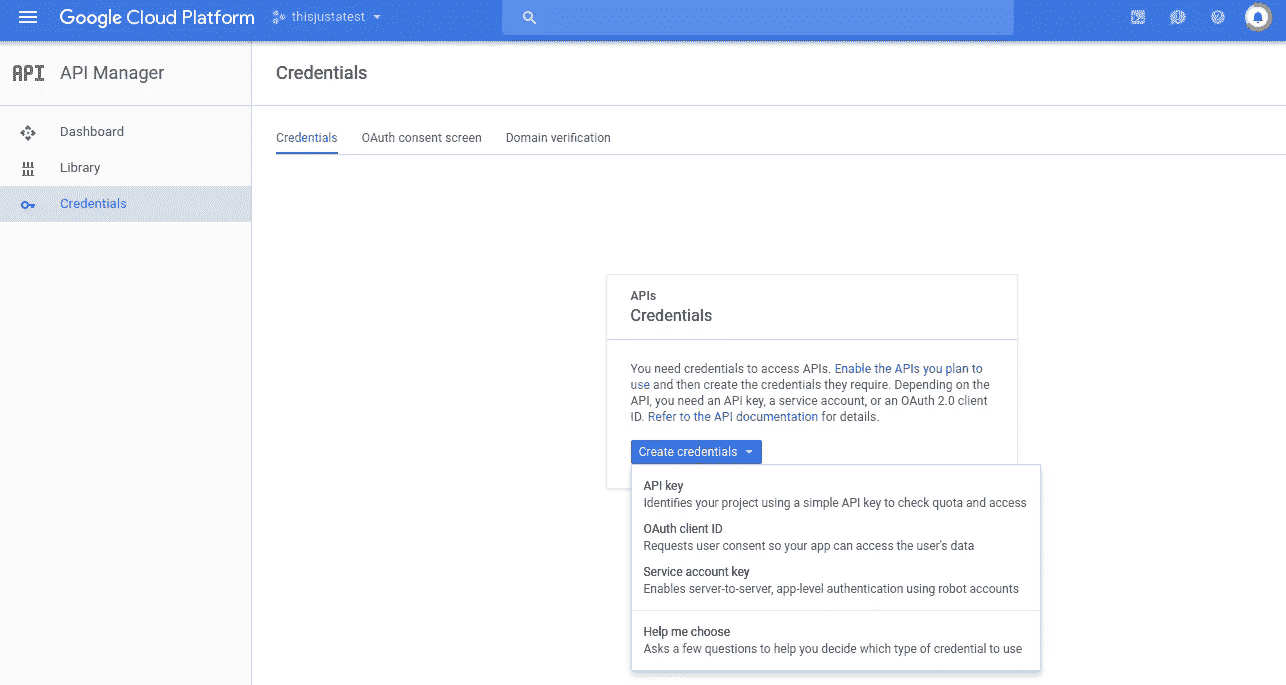 Google Cloud Platform
thisjustatest
API
API Manager
Credentials
Dashboard
Library
Credentials
Credentials
OAuth consent screen
Domain verification
APIs
Credentials
You need credentials to access APIs. Enable the APIs you plan to
use and then create the credentials they require. Depending on the
API, you need an API key, a service account, or an OAuth 2.0 client
ID. Refer to the API documentation for details.
Create credentials
API key
Identifies your project using a simple API key to check quota and access
OAuth client ID
Requests user consent so your app can access the user's data
Service account key
Enables server-to-server, app-level authentication using robot accounts
Help me choose
Asks a few questions to help you decide which type of credential to use